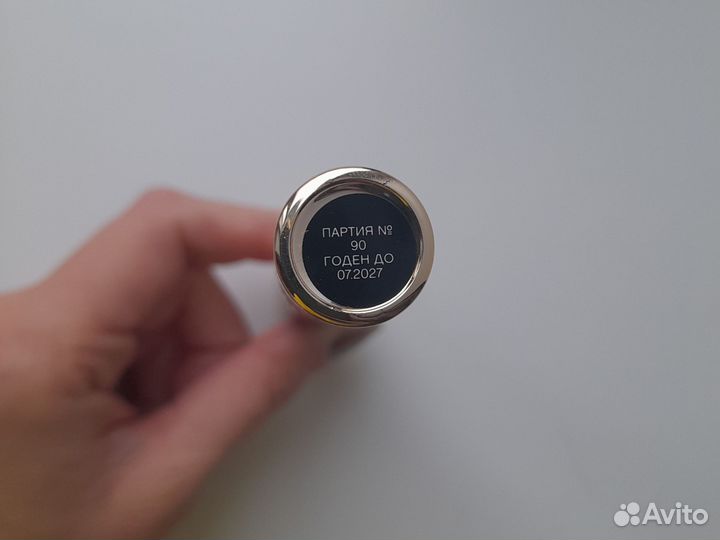 ПАРТИЯ №
90
ГОДЕН ДО
07.2027
Avito